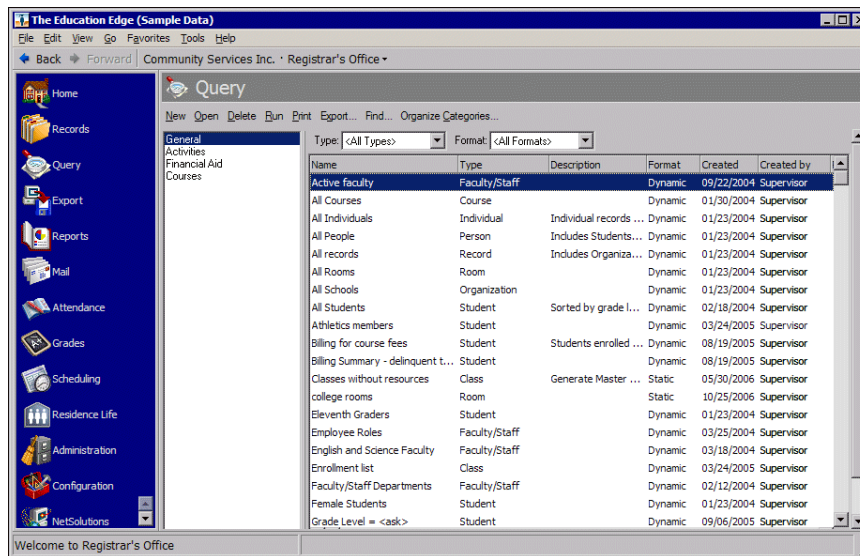 The Education Edge (Sample Data)
File Edit View Go Favorites Tools Help
Back Forward Community Services Inc. · Registrar's Office
Home
Records
Query
Export
Reports
Mail
Attendance
Grades
Scheduling
Residence Life
Administration
Configuration
NetSolutions
Query
New Open Delete Run Print Export... Find... Organize Categories...
General
Activities
Financial Aid
Courses
Type: <All Types> Format: <All Formats>
Name Type Description Format Created Created by
Active faculty Faculty/Staff Dynamic 09/22/2004 Supervisor
All Courses Course Dynamic 01/30/2004 Supervisor
All Individuals Individual Individual records ... Dynamic 01/23/2004 Supervisor
All People Person Includes Students... Dynamic 01/23/2004 Supervisor
All records Record Includes Organiza... Dynamic 01/23/2004 Supervisor
All Rooms Room Dynamic 01/23/2004 Supervisor
All Schools Organization Dynamic 01/23/2004 Supervisor
All Students Student Sorted by grade l... Dynamic 02/18/2004 Supervisor
Athletics members Student Dynamic 03/24/2005 Supervisor
Billing for course fees Student Students enrolled ... Dynamic 08/19/2005 Supervisor
Billing Summary - delinquent t... Student Dynamic 08/19/2005 Supervisor
Classes without resources Class Generate Master ... Static 05/30/2006 Supervisor
college rooms Room Static 10/25/2006 Supervisor
Eleventh Graders Student Dynamic 01/23/2004 Supervisor
Employee Roles Faculty/Staff Dynamic 03/25/2004 Supervisor
English and Science Faculty Faculty/Staff Dynamic 03/18/2004 Supervisor
Enrollment list Class Dynamic 03/24/2005 Supervisor
Faculty/Staff Departments Faculty/Staff Dynamic 02/12/2004 Supervisor
Female Students Student Dynamic 01/23/2004 Supervisor
Grade Level = <ask> Student Dynamic 09/06/2005 Supervisor
Welcome to Registrar's Office